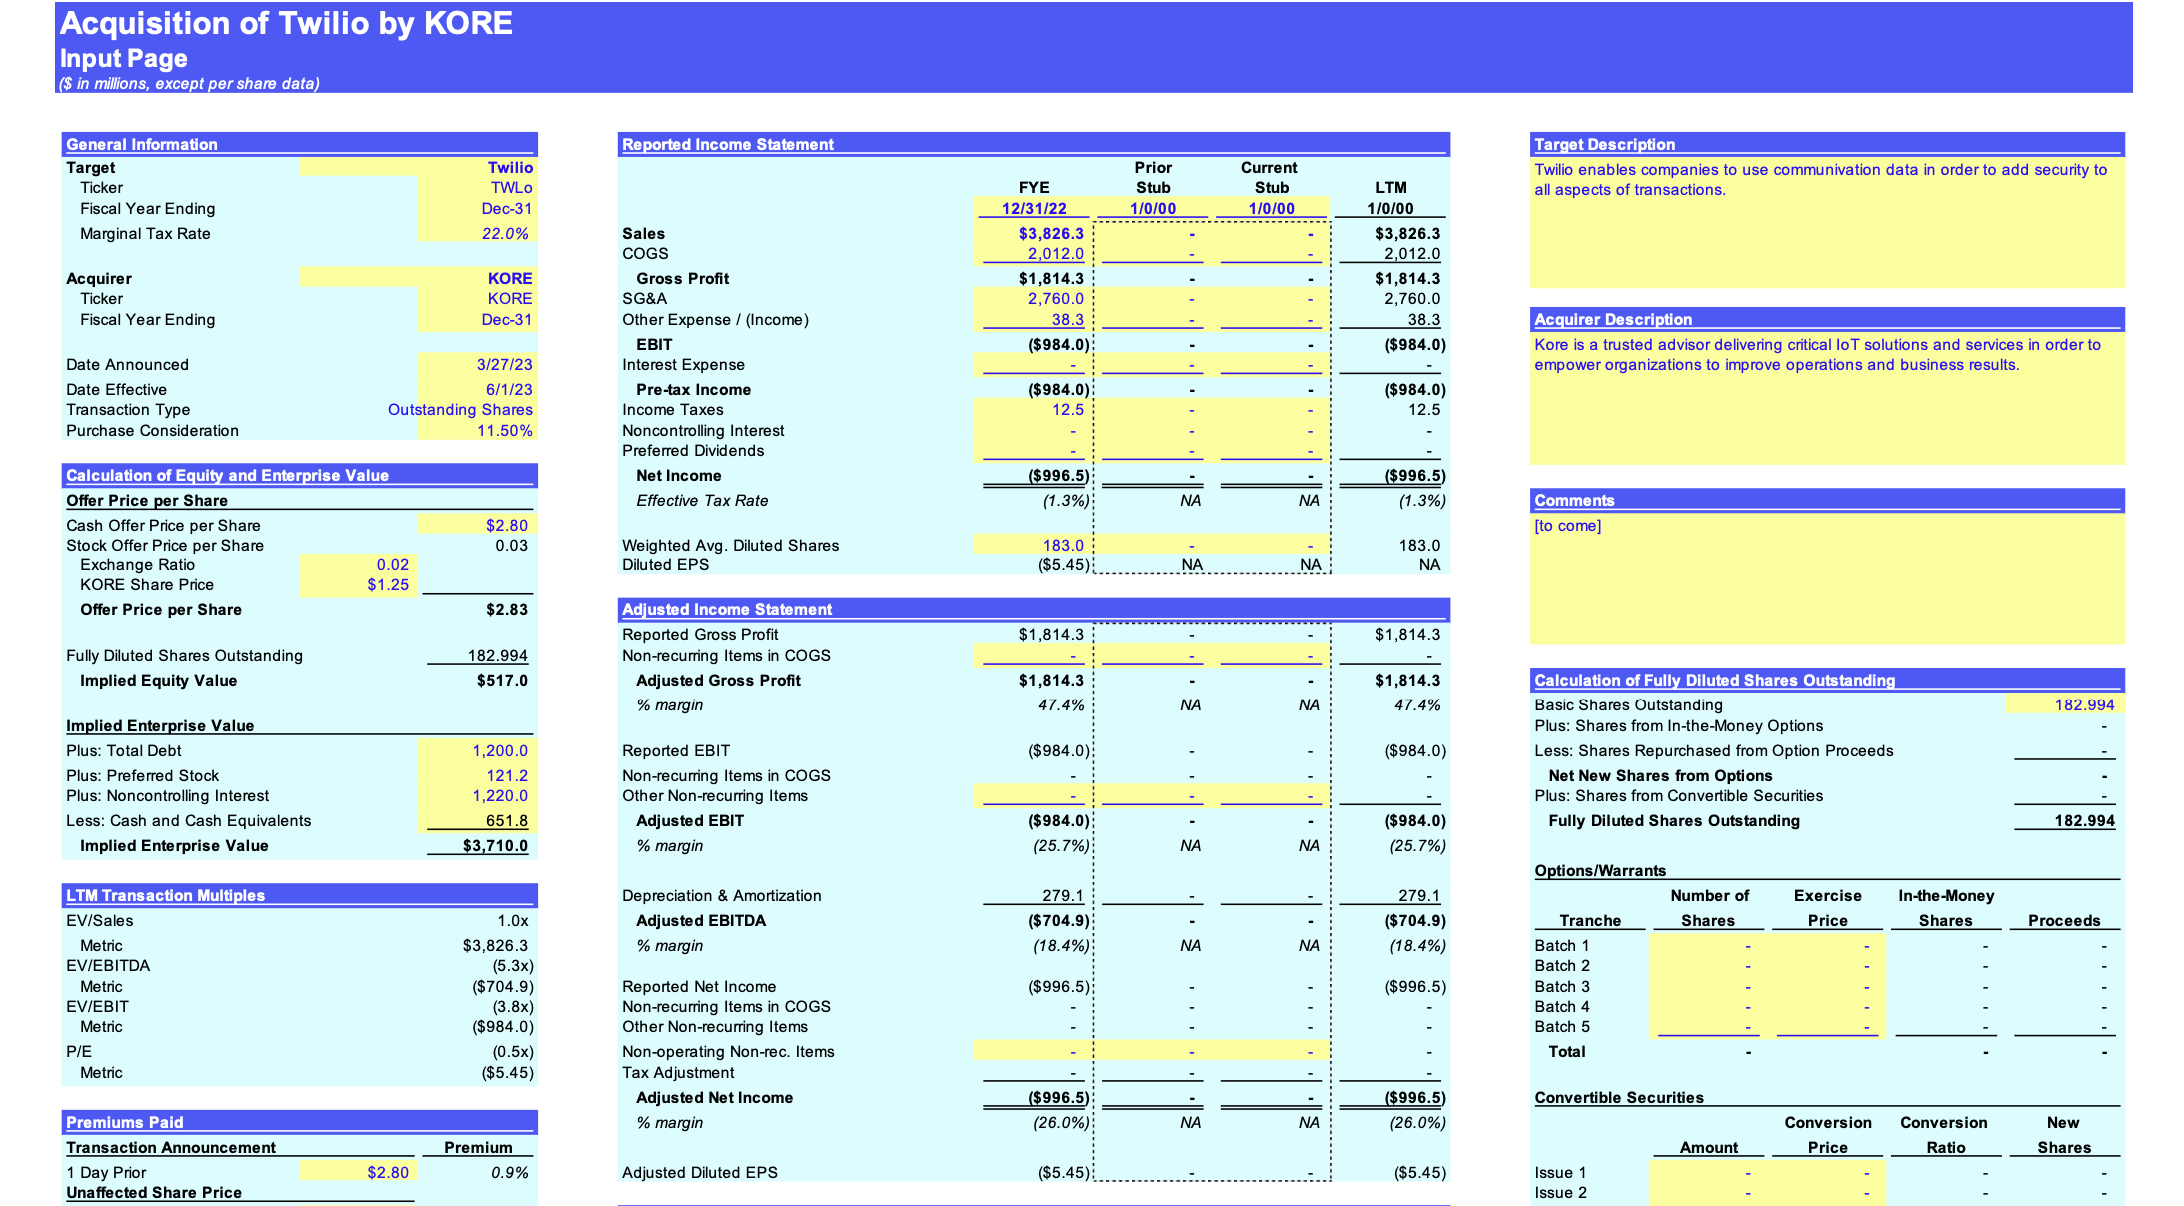 Acquisition of Twilio by KORE
Input Page
($ in millions, except per share data)
General Information
Target Twilio
Ticker TWLo
Fiscal Year Ending Dec-31
Marginal Tax Rate 22.0%
Acquirer KORE
Ticker KORE
Fiscal Year Ending Dec-31
Date Announced 3/27/23
Date Effective 6/1/23
Transaction Type Outstanding Shares
Purchase Consideration 11.50%
Calculation of Equity and Enterprise Value
Offer Price per Share
Cash Offer Price per Share $2.80
Stock Offer Price per Share 0.03
Exchange Ratio 0.02
KORE Share Price $1.25
Offer Price per Share $2.83
Fully Diluted Shares Outstanding 182.994
Implied Equity Value $517.0
Implied Enterprise Value
Plus: Total Debt 1,200.0
Plus: Preferred Stock 121.2
Plus: Noncontrolling Interest 1,220.0
Less: Cash and Cash Equivalents 651.8
Implied Enterprise Value $3,710.0
LTM Transaction Multiples
EV/Sales 1.0x
Metric $3,826.3
EV/EBITDA (5.3x)
Metric ($704.9)
EV/EBIT (3.8x)
Metric ($984.0)
P/E (0.5x)
Metric ($5.45)
Premiums Paid
Transaction Announcement Premium
1 Day Prior $2.80 0.9%
Unaffected Share Price
Reported Income Statement
Prior Current
FYE Stub Stub LTM
12/31/22 1/0/00 1/0/00 1/0/00
Sales $3,826.3 - - $3,826.3
COGS 2,012.0 - - 2,012.0
Gross Profit $1,814.3 - - $1,814.3
SG&A 2,760.0 - - 2,760.0
Other Expense / (Income) 38.3 - - 38.3
EBIT ($984.0) - - ($984.0)
Interest Expense - - - -
Pre-tax Income ($984.0) - - ($984.0)
Income Taxes 12.5 - - 12.5
Noncontrolling Interest - - - -
Preferred Dividends - - - -
Net Income ($996.5) - - ($996.5)
Effective Tax Rate (1.3%) NA NA (1.3%)
Weighted Avg. Diluted Shares 183.0 - - 183.0
Diluted EPS ($5.45) NA NA NA
Adjusted Income Statement
Reported Gross Profit $1,814.3 - - $1,814.3
Non-recurring Items in COGS - - - -
Adjusted Gross Profit $1,814.3 - - $1,814.3
% margin 47.4% NA NA 47.4%
Reported EBIT ($984.0) - - ($984.0)
Non-recurring Items in COGS - - - -
Other Non-recurring Items - - - -
Adjusted EBIT ($984.0) - - ($984.0)
% margin (25.7%) NA NA (25.7%)
Depreciation & Amortization 279.1 - - 279.1
Adjusted EBITDA ($704.9) - - ($704.9)
% margin (18.4%) NA NA (18.4%)
Reported Net Income ($996.5) - - ($996.5)
Non-recurring Items in COGS - - - -
Other Non-recurring Items - - - -
Non-operating Non-rec. Items - - - -
Tax Adjustment - - - -
Adjusted Net Income ($996.5) - - ($996.5)
% margin (26.0%) NA NA (26.0%)
Adjusted Diluted EPS ($5.45) - - ($5.45)
Target Description
Twilio enables companies to use communivation data in order to add security to
all aspects of transactions.
Acquirer Description
Kore is a trusted advisor delivering critical IoT solutions and services in order to
empower organizations to improve operations and business results.
Comments
[to come]
Calculation of Fully Diluted Shares Outstanding
Basic Shares Outstanding 182.994
Plus: Shares from In-the-Money Options -
Less: Shares Repurchased from Option Proceeds -
Net New Shares from Options -
Plus: Shares from Convertible Securities -
Fully Diluted Shares Outstanding 182.994
Options/Warrants
Number of Exercise In-the-Money
Tranche Shares Price Shares Proceeds
Batch 1 - - - -
Batch 2 - - - -
Batch 3 - - - -
Batch 4 - - - -
Batch 5 - - - -
Total - - -
Convertible Securities
Conversion Conversion New
Amount Price Ratio Shares
Issue 1 - - - -
Issue 2 - - - -